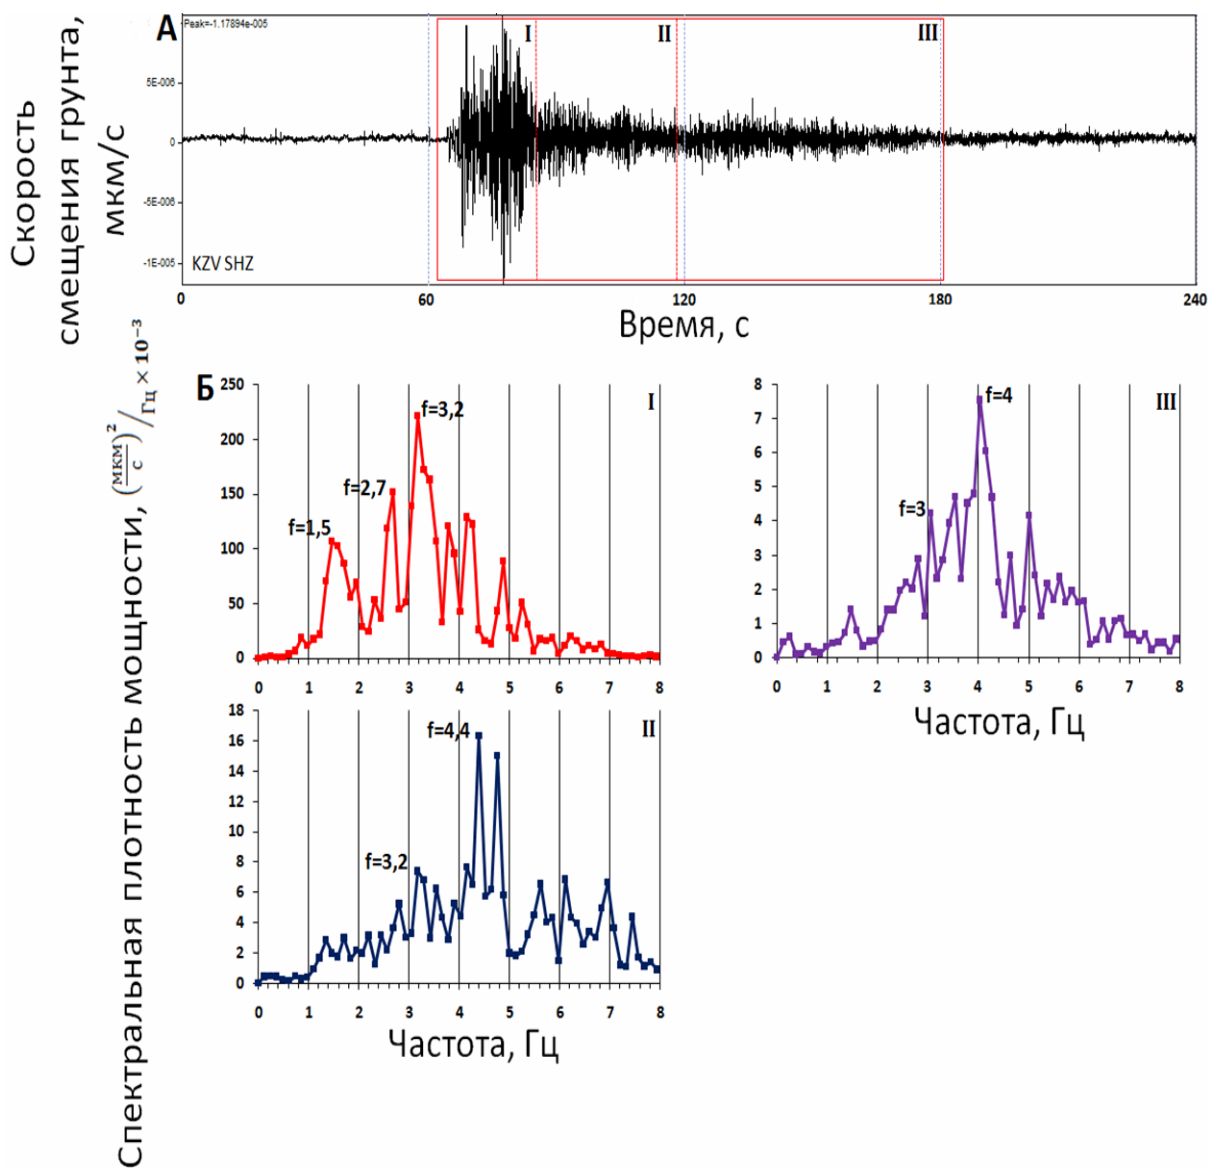 Скорость
смещения грунта,
мкм/с
А
Peak=-1.17894e-005
I
II
III
5E-006
0
-5E-006
-1E-005
KZV SHZ
0 60 120 180 240
Время, с
Спектральная плотность мощности, (мкм/с)²/Гц × 10⁻³
Б
250
200
150
100
50
0
f=1,5
f=2,7
f=3,2
I
0 1 2 3 4 5 6 7 8
8
7
6
5
4
3
2
1
0
f=3
f=4
III
0 1 2 3 4 5 6 7 8
Частота, Гц
18
16
14
12
10
8
6
4
2
0
f=3,2
f=4,4
II
0 1 2 3 4 5 6 7 8
Частота, Гц